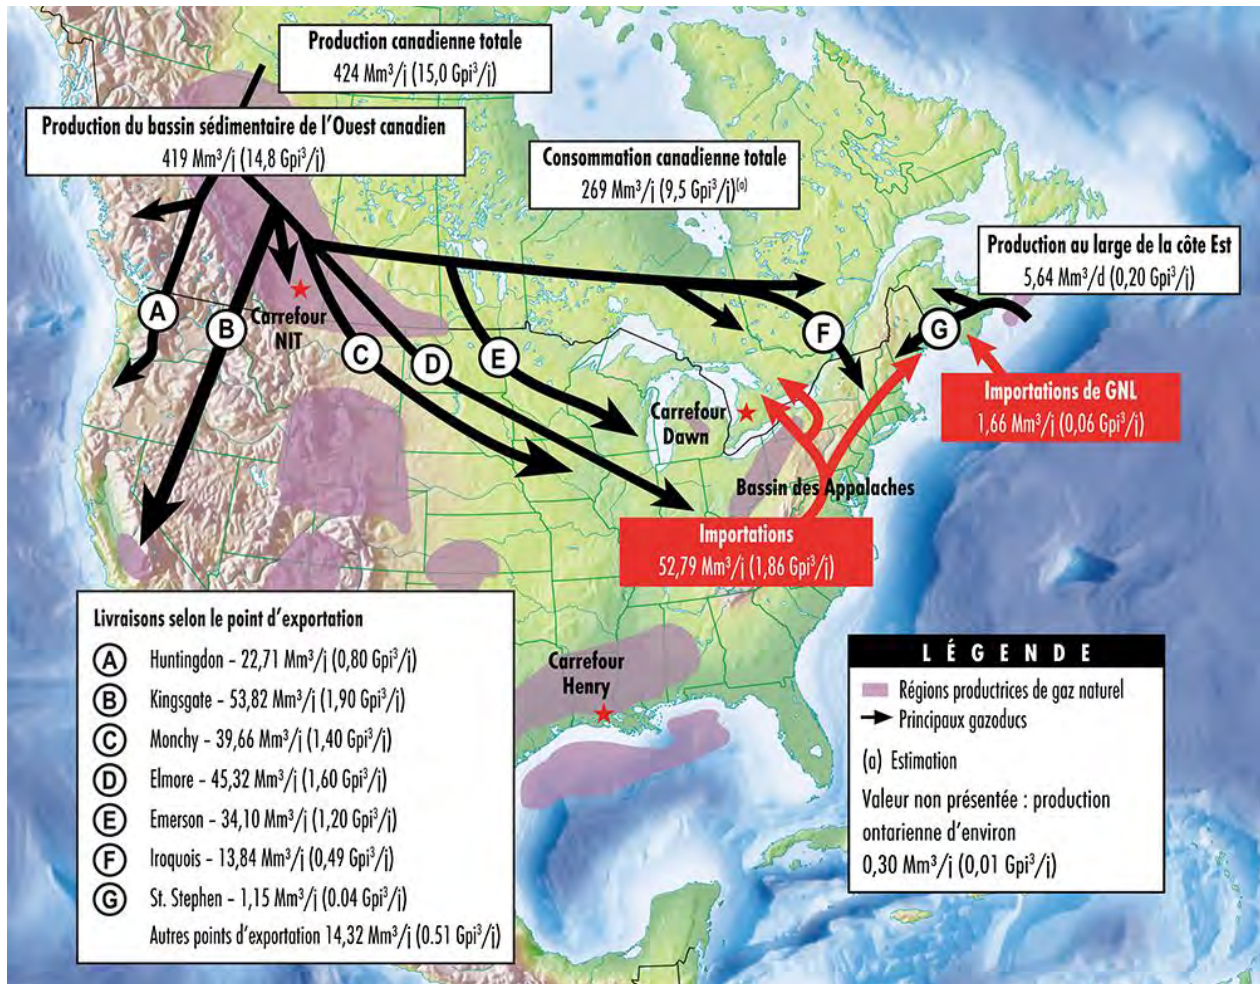 Production canadienne totale
424 Mm³/j (15,0 Gpi³/j)
Production du bassin sédimentaire de l'Ouest canadien
419 Mm³/j (14,8 Gpi³/j)
Consommation canadienne totale
269 Mm³/j (9,5 Gpi³/j)⁽ᵃ⁾
Production au large de la côte Est
5,64 Mm³/d (0,20 Gpi³/j)
A
B
C
D
E
F
G
Carrefour
NIT
Carrefour
Dawn
Importations de GNL
1,66 Mm³/j (0,06 Gpi³/j)
Bassin des Appalaches
Importations
52,79 Mm³/j (1,86 Gpi³/j)
Carrefour
Henry
Livraisons selon le point d'exportation
A Huntingdon – 22,71 Mm³/j (0,80 Gpi³/j)
B Kingsgate – 53,82 Mm³/j (1,90 Gpi³/j)
C Monchy – 39,66 Mm³/j (1,40 Gpi³/j)
D Elmore – 45,32 Mm³/j (1,60 Gpi³/j)
E Emerson – 34,10 Mm³/j (1,20 Gpi³/j)
F Iroquois – 13,84 Mm³/j (0,49 Gpi³/j)
G St. Stephen – 1,15 Mm³/j (0.04 Gpi³/j)
Autres points d'exportation 14,32 Mm³/j (0.51 Gpi³/j)
LÉGENDE
Régions productrices de gaz naturel
Principaux gazoducs
(a) Estimation
Valeur non présentée : production
ontarienne d'environ
0,30 Mm³/j (0,01 Gpi³/j)